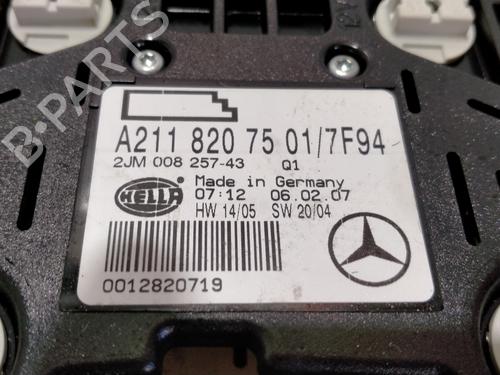 B-PARTS
A211 820 75 01/7F94
2JM 008 257-43 Q1
HELLA
Made in Germany
07:12 06.02.07
HW 14/05 SW 20/04
0012820719